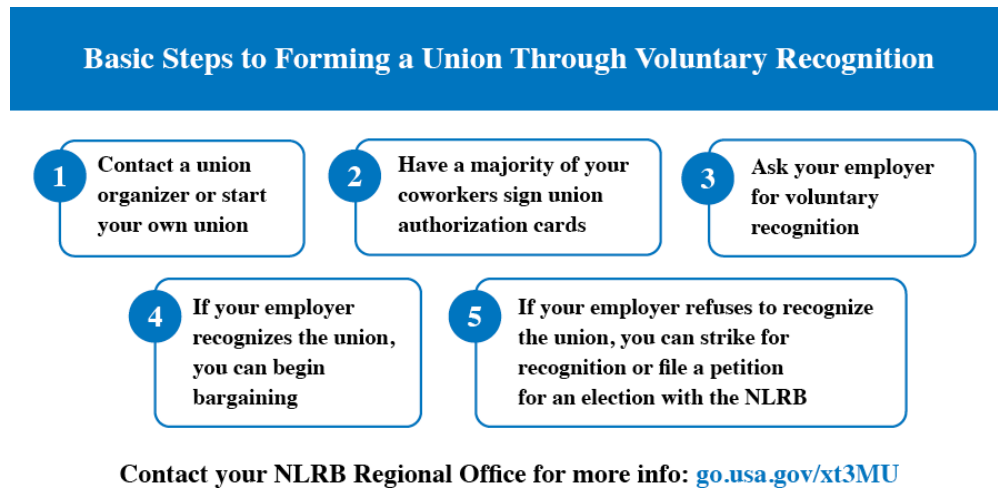 Basic Steps to Forming a Union Through Voluntary Recognition
1
Contact a union
organizer or start
your own union
2
Have a majority of your
coworkers sign union
authorization cards
3
Ask your employer
for voluntary
recognition
4
If your employer
recognizes the union,
you can begin
bargaining
5
If your employer refuses to recognize
the union, you can strike for
recognition or file a petition
for an election with the NLRB
Contact your NLRB Regional Office for more info: go.usa.gov/xt3MU